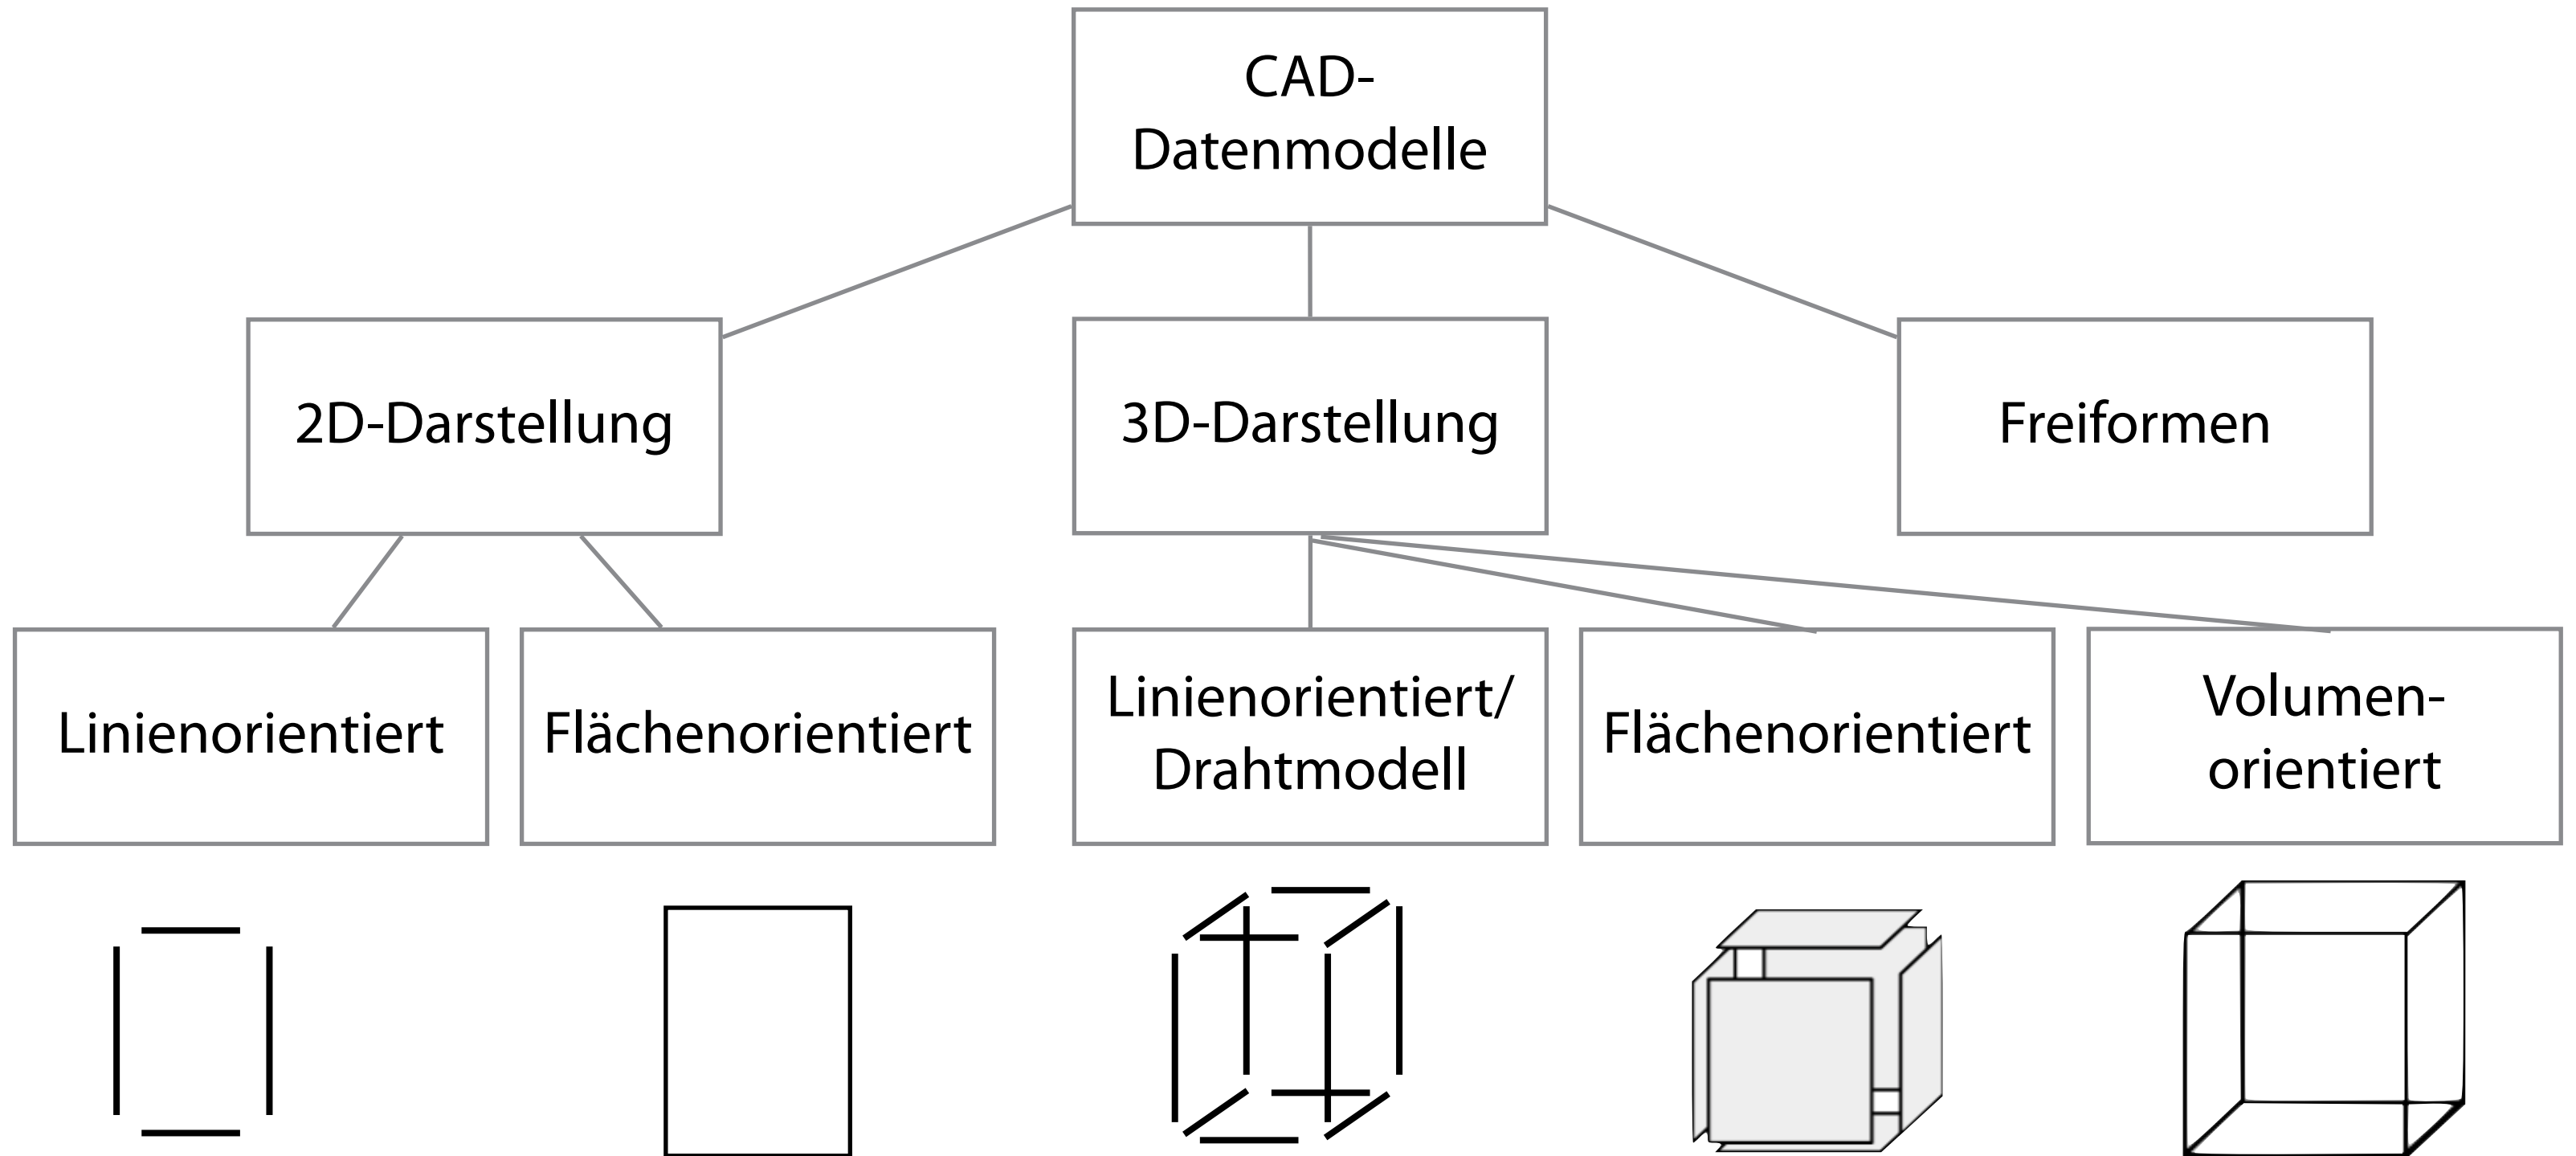 CAD-
Datenmodelle
2D-Darstellung
3D-Darstellung
Freiformen
Linienorientiert
Flächenorientiert
Linienorientiert/
Drahtmodell
Flächenorientiert
Volumen-
orientiert